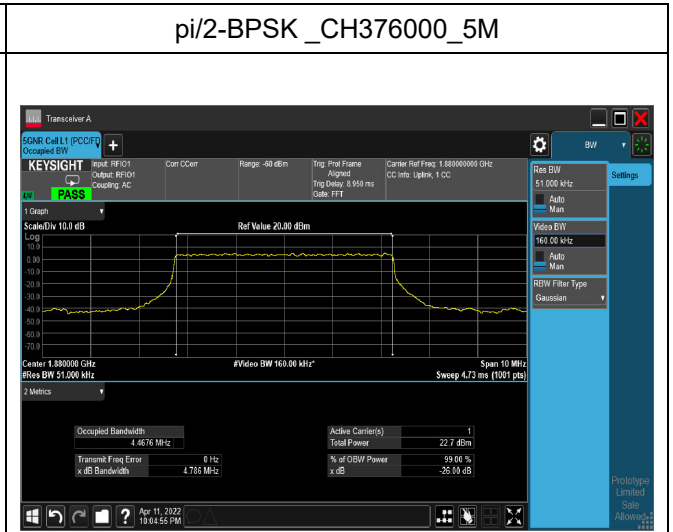 pi/2-BPSK _CH376000_5M
Transceiver A
5GNR Cell L1 (PCC/F
Occupied BW
+
BW
KEYSIGHT
Input: RFIO1
Output: RFIO1
Coupling: AC
Corr CCorr
Range: -60 dBm
Trig: Prot Frame
Aligned
Trig Delay: 8.950 ms
Gate: FFT
Carrier Ref Freq: 1.880000000 GHz
CC Info: Uplink, 1 CC
PASS
Res BW
51.000 kHz
Auto
Man
Settings
Video BW
160.00 kHz
Auto
Man
RBW Filter Type
Gaussian
1 Graph
Scale/Div 10.0 dB
Ref Value 20.00 dBm
Log
10.0
0.00
-10.0
-20.0
-30.0
-40.0
-50.0
-60.0
-70.0
Center 1.880000 GHz
#Video BW 160.00 kHz*
Span 10 MHz
#Res BW 51.000 kHz
Sweep 4.73 ms (1001 pts)
2 Metrics
Occupied Bandwidth
4.4676 MHz
Active Carrier(s) 1
Total Power 22.7 dBm
Transmit Freq Error 0 Hz
x dB Bandwidth 4.786 MHz
% of OBW Power 99.00 %
x dB -26.00 dB
Prototype
Limited
Sale
Allowed
?
Apr 11, 2022
10:04:55 PM